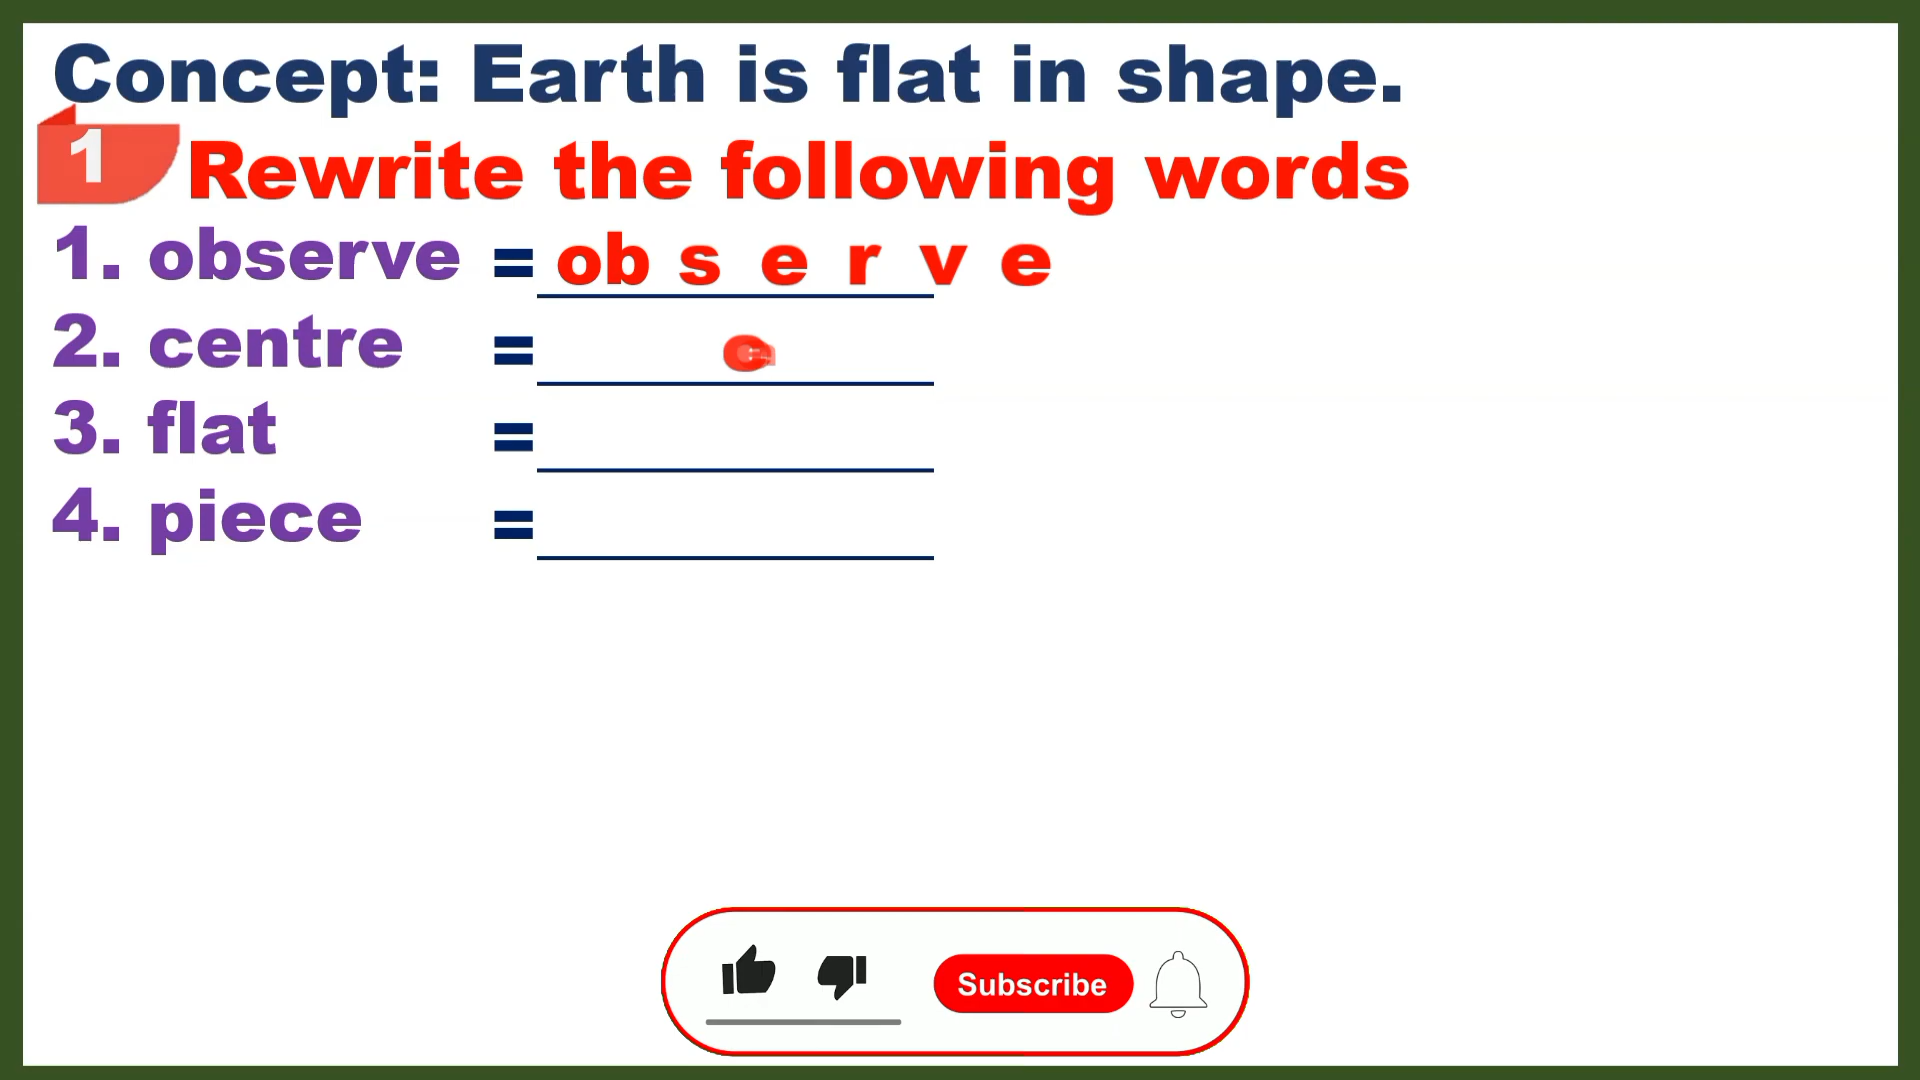 Concept: Earth is flat in shape.
1 Rewrite the following words
1. observe = ob s e r v e
2. centre =
3. flat =
4. piece =
Subscribe